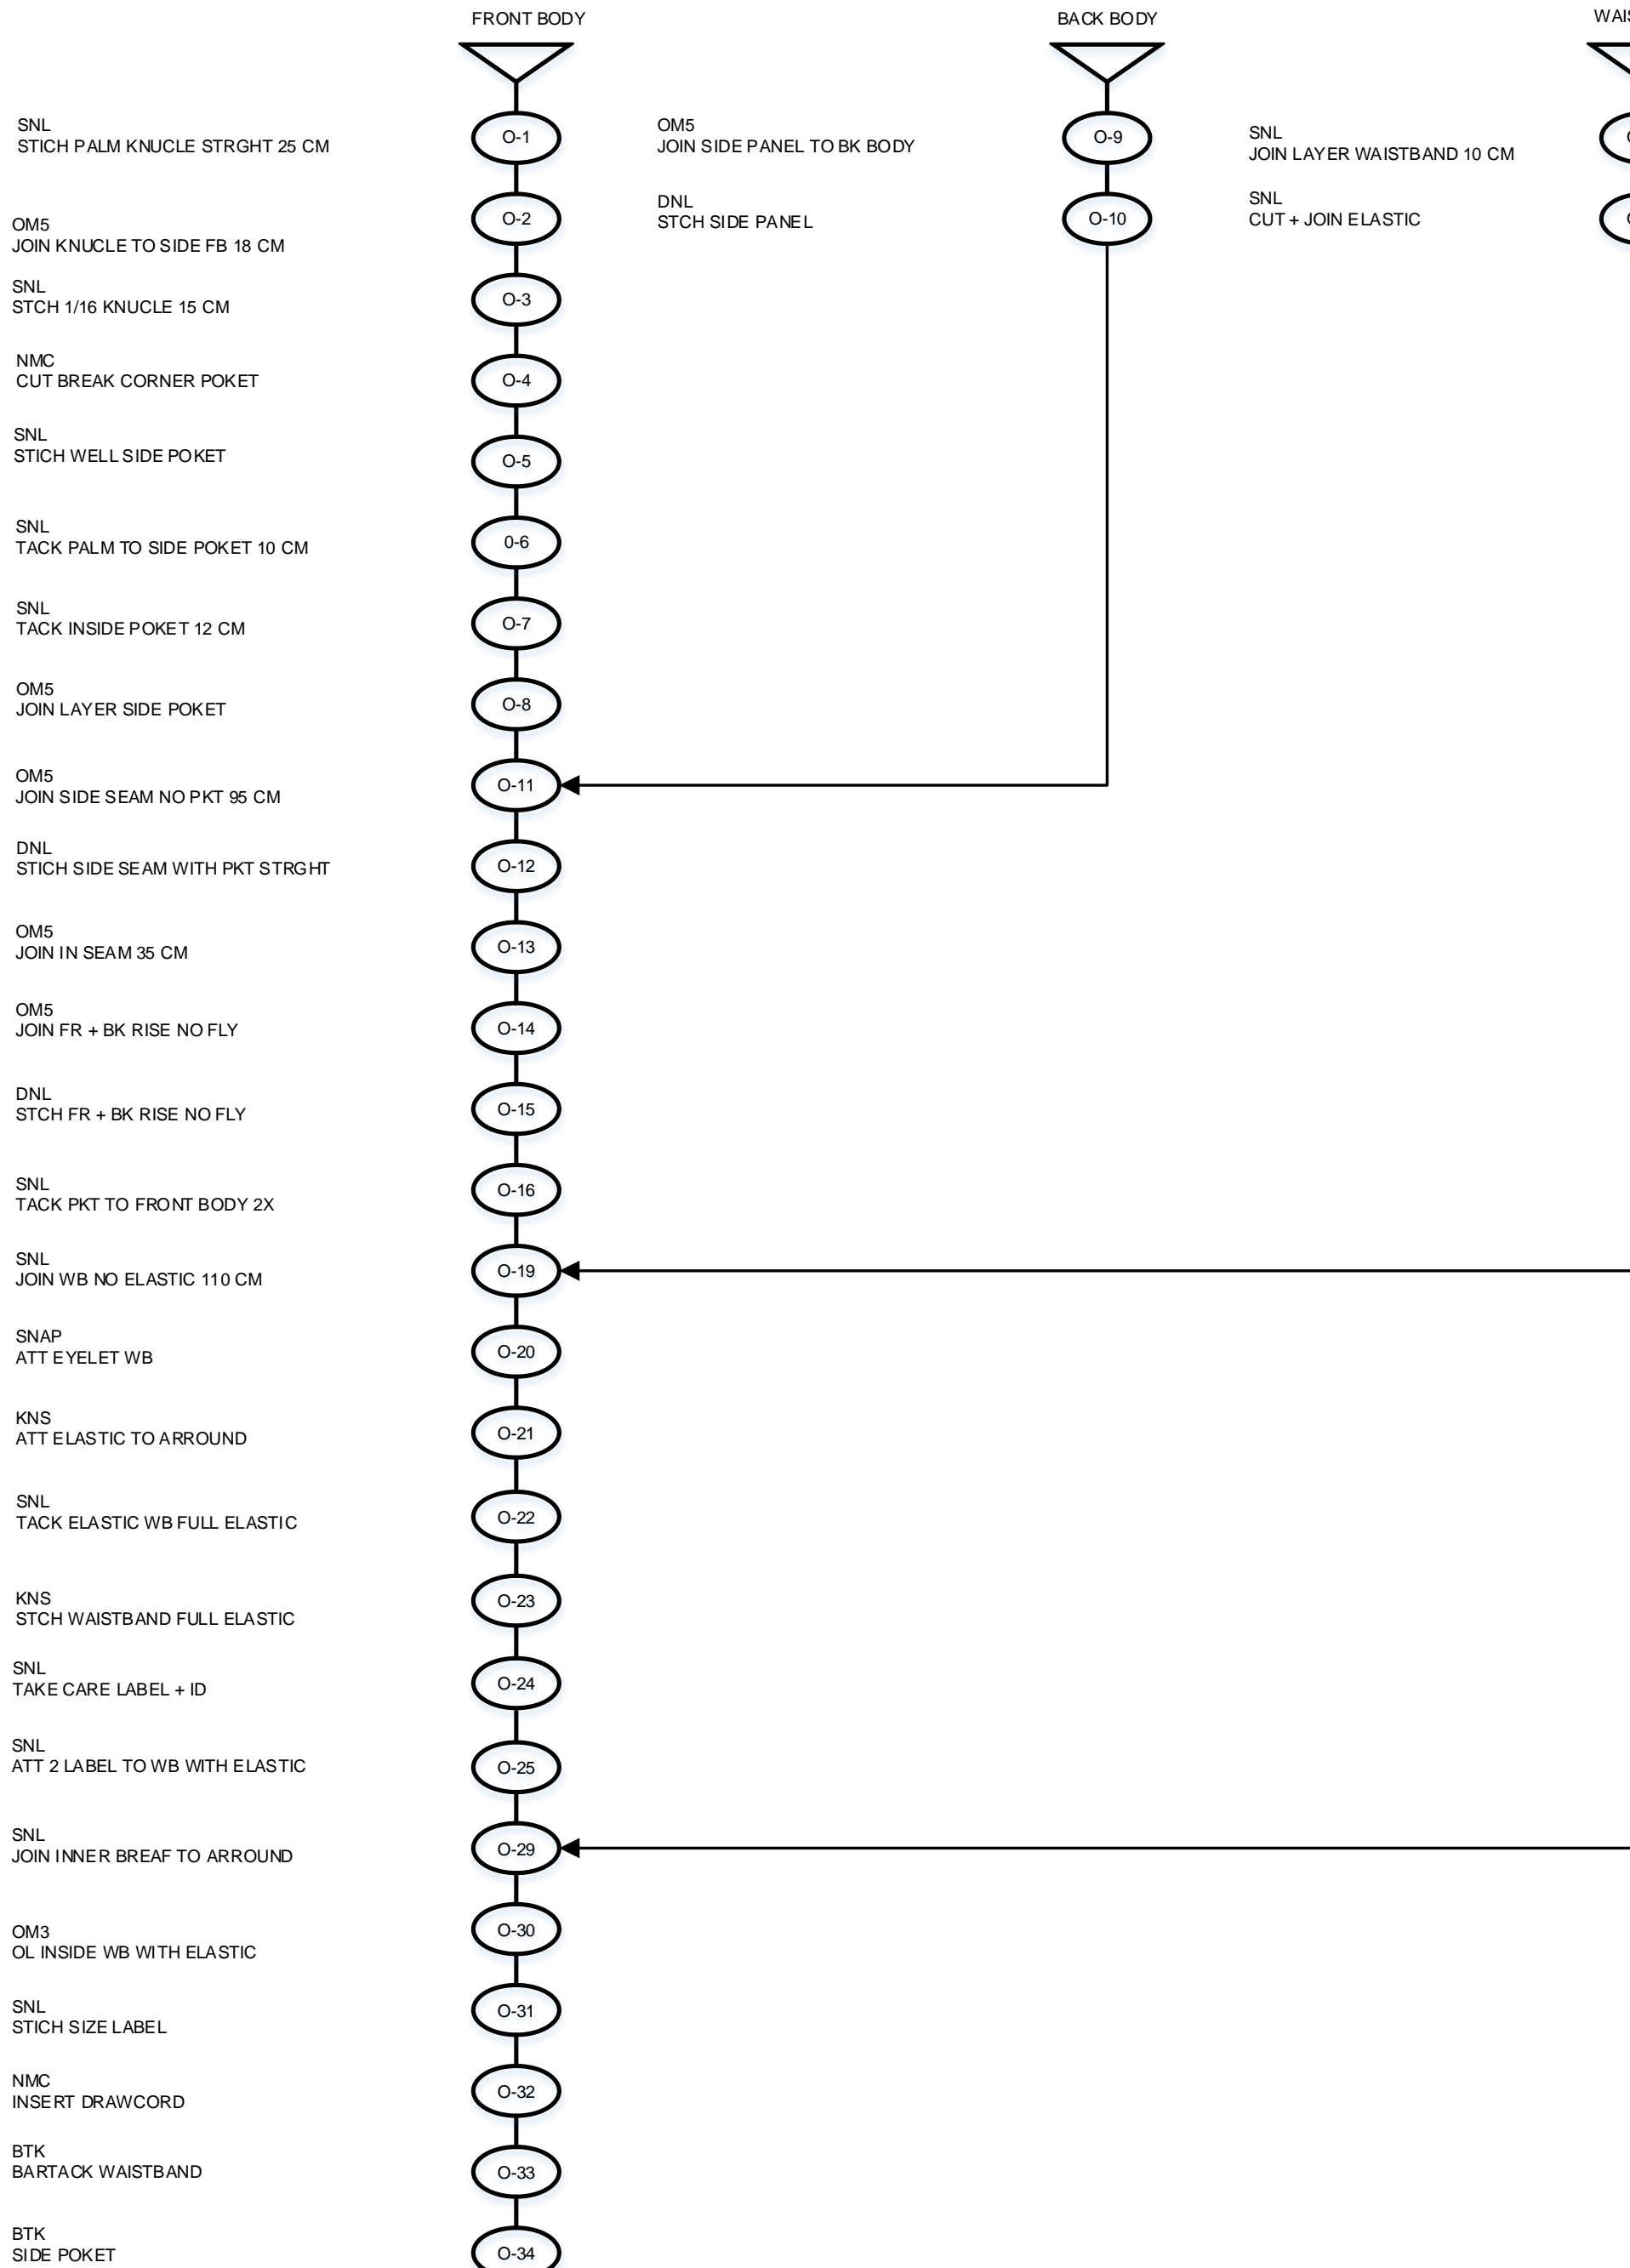 FRONT BODY
BACK BODY
SNL
STICH PALM KNUCLE STRGHT 25 CM
O-1
OM5
JOIN SIDE PANEL TO BK BODY
O-9
SNL
JOIN LAYER WAISTBAND 10 CM
OM5
JOIN KNUCLE TO SIDE FB 18 CM
O-2
DNL
STCH SIDE PANEL
O-10
SNL
CUT + JOIN ELASTIC
SNL
STCH 1/16 KNUCLE 15 CM
O-3
NMC
CUT BREAK CORNER POKET
O-4
SNL
STICH WELL SIDE POKET
O-5
SNL
TACK PALM TO SIDE POKET 10 CM
0-6
SNL
TACK INSIDE POKET 12 CM
O-7
OM5
JOIN LAYER SIDE POKET
O-8
OM5
JOIN SIDE SEAM NO PKT 95 CM
O-11
DNL
STICH SIDE SEAM WITH PKT STRGHT
O-12
OM5
JOIN IN SEAM 35 CM
O-13
OM5
JOIN FR + BK RISE NO FLY
O-14
DNL
STCH FR + BK RISE NO FLY
O-15
SNL
TACK PKT TO FRONT BODY 2X
O-16
SNL
JOIN WB NO ELASTIC 110 CM
O-19
SNAP
ATT EYELET WB
O-20
KNS
ATT ELASTIC TO ARROUND
O-21
SNL
TACK ELASTIC WB FULL ELASTIC
O-22
KNS
STCH WAISTBAND FULL ELASTIC
O-23
SNL
TAKE CARE LABEL + ID
O-24
SNL
ATT 2 LABEL TO WB WITH ELASTIC
O-25
SNL
JOIN INNER BREAF TO ARROUND
O-29
OM3
OL INSIDE WB WITH ELASTIC
O-30
SNL
STICH SIZE LABEL
O-31
NMC
INSERT DRAWCORD
O-32
BTK
BARTACK WAISTBAND
O-33
BTK
SIDE POKET
O-34